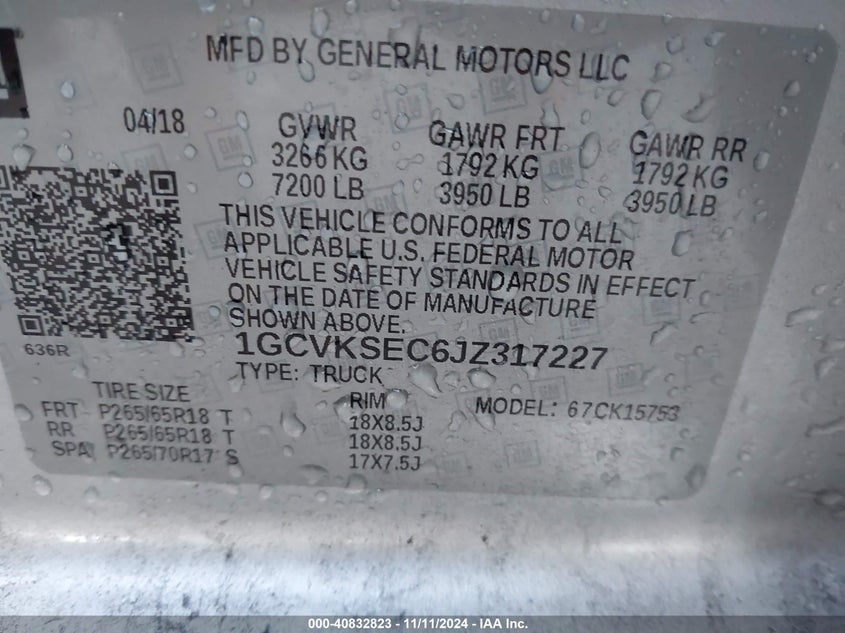 MFD BY GENERAL MOTORS LLC
04/18 GVWR GAWR FRT GAWR RR
3266 KG 1792 KG 1792 KG
7200 LB 3950 LB 3950 LB
THIS VEHICLE CONFORMS TO ALL
APPLICABLE U.S. FEDERAL MOTOR
VEHICLE SAFETY STANDARDS IN EFFECT
ON THE DATE OF MANUFACTURE
SHOWN ABOVE.
636R 1GCVKSEC6JZ317227
TYPE: TRUCK
TIRE SIZE RIM MODEL: 67CK15753
FRT P265/65R18 T 18X8.5J
RR P265/65R18 T 18X8.5J
SPA P265/70R17 S 17X7.5J
000-40832823 - 11/11/2024 - IAA Inc.